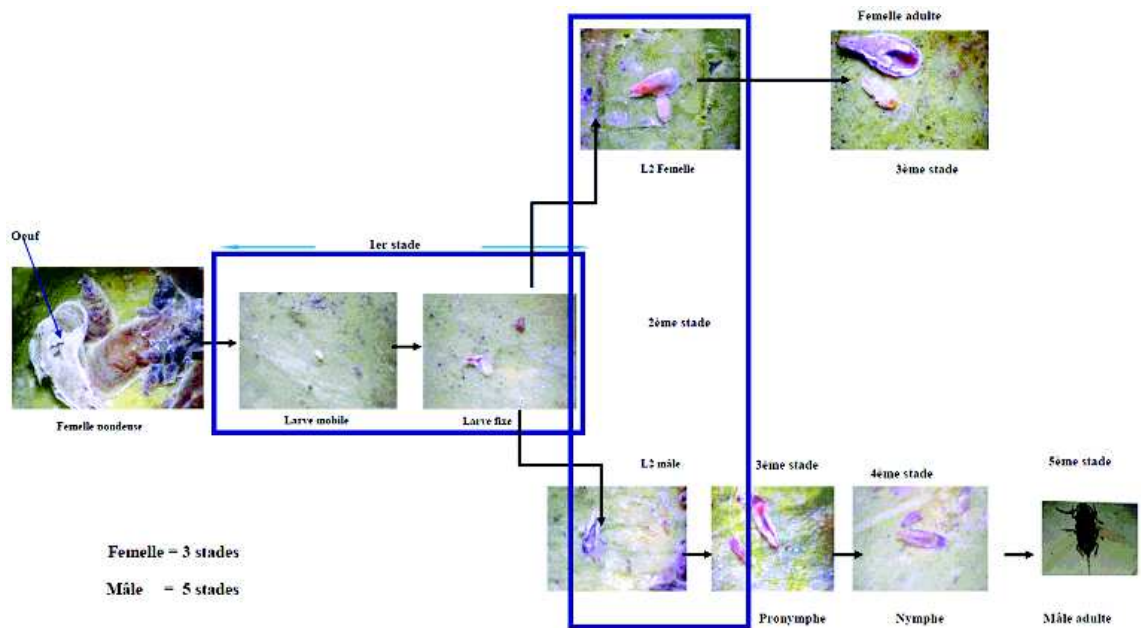 Femelle adulte
L2 Femelle
3ème stade
Oeuf
1er stade
2ème stade
Femelle pondeuse
Larve mobile
Larve fixe
L2 mâle
3ème stade
4ème stade
5ème stade
Femelle = 3 stades
Mâle = 5 stades
Pronymphe
Nymphe
Mâle adulte